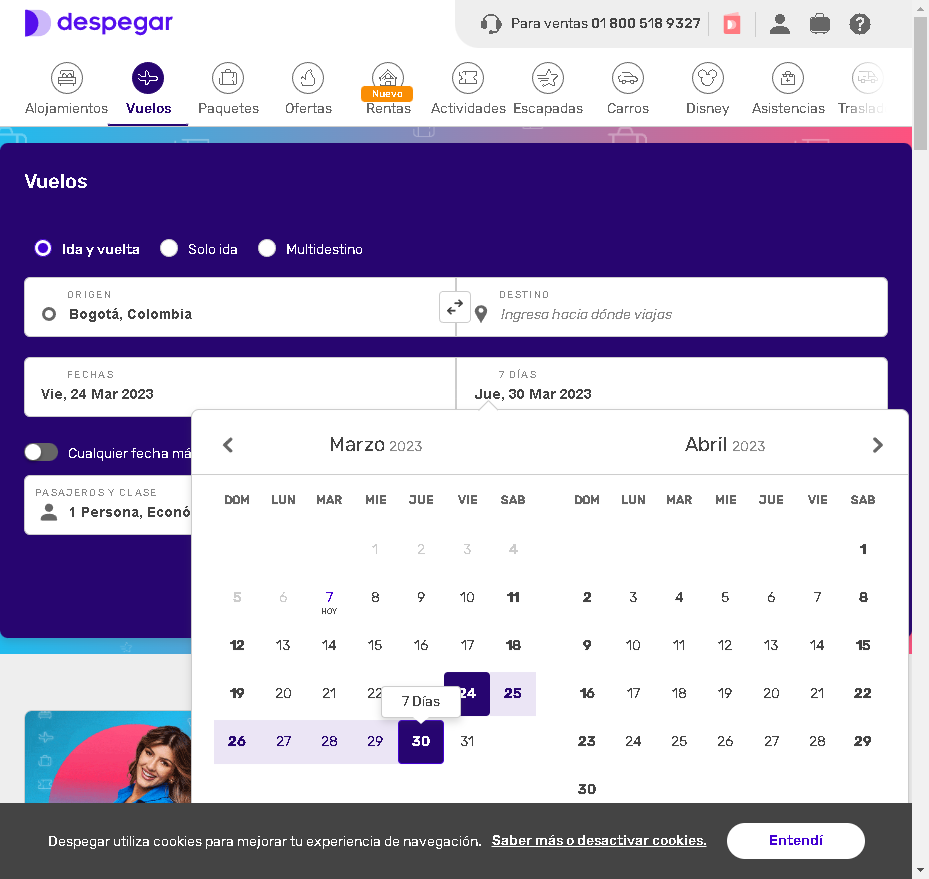 despegar
Para ventas 01 800 518 9327
Alojamientos Vuelos Paquetes Ofertas Nuevo Rentas Actividades Escapadas Carros Disney Asistencias Traslad
Vuelos
Ida y vuelta Solo ida Multidestino
ORIGEN
Bogotá, Colombia
DESTINO
Ingresa hacia dónde viajas
FECHAS
Vie, 24 Mar 2023
7 DÍAS
Jue, 30 Mar 2023
Cualquier fecha má
PASAJEROS Y CLASE
1 Persona, Econó
Marzo 2023
DOM LUN MAR MIE JUE VIE SAB
1 2 3 4
5 6 7 8 9 10 11
HOY
12 13 14 15 16 17 18
19 20 21 22 24 25
7 Días
26 27 28 29 30 31
Abril 2023
DOM LUN MAR MIE JUE VIE SAB
1
2 3 4 5 6 7 8
9 10 11 12 13 14 15
16 17 18 19 20 21 22
23 24 25 26 27 28 29
30
Despegar utiliza cookies para mejorar tu experiencia de navegación. Saber más o desactivar cookies. Entendí